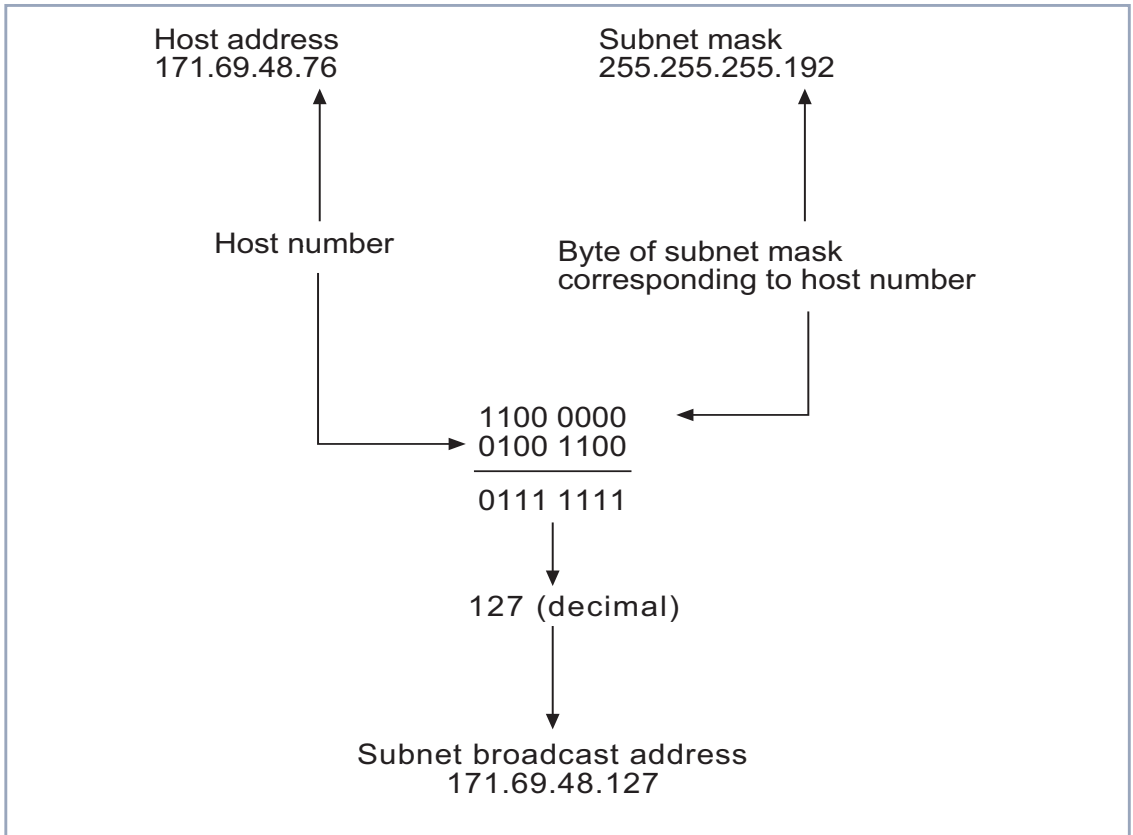 Host address
171.69.48.76
Subnet mask
255.255.255.192
Host number
Byte of subnet mask
corresponding to host number
1100 0000
0100 1100
0111 1111
127 (decimal)
Subnet broadcast address
171.69.48.127